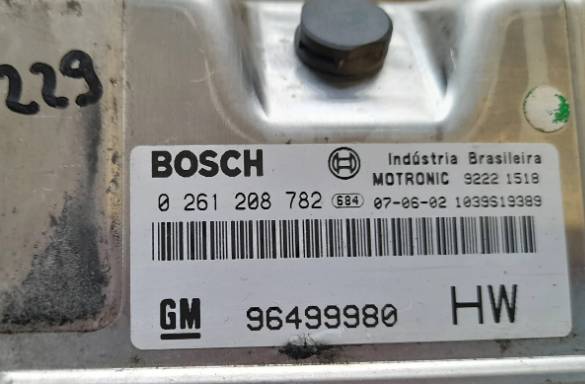 229
BOSCH Indústria Brasileira
MOTRONIC 9222 1518
0 261 208 782 684 07-06-02 1039S19389
GM 96499980 HW